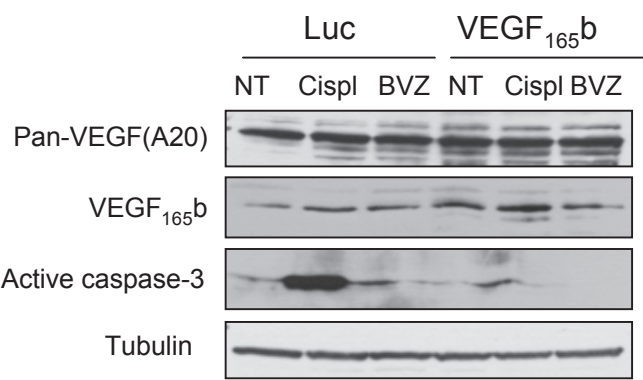 Luc VEGF165b
NT Cispl BVZ NT Cispl BVZ
Pan-VEGF(A20)
VEGF165b
Active caspase-3
Tubulin